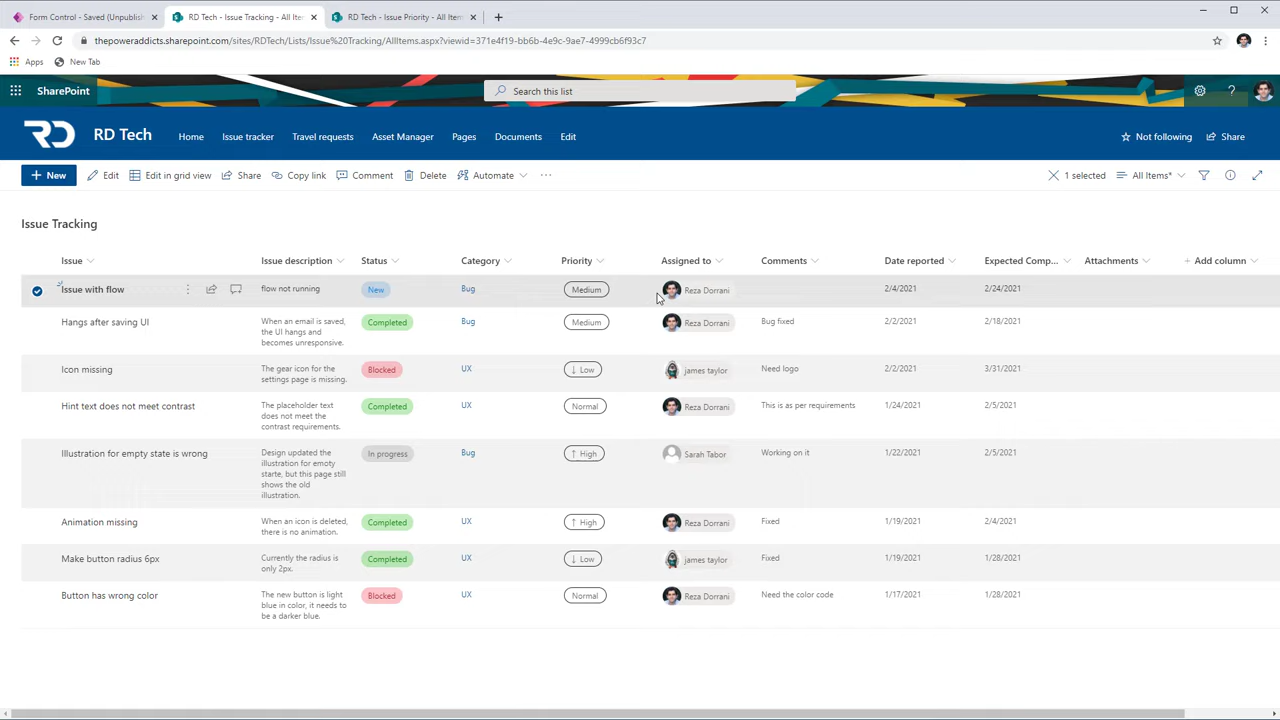 Form Control - Saved (Unpublish
RD Tech - Issue Tracking - All Item
RD Tech - Issue Priority - All Item
thepoweraddicts.sharepoint.com/sites/RDTech/Lists/Issue%20Tracking/AllItems.aspx?viewid=371e4f19-bb6b-4e9c-9ae7-4999cb6f93c7
Apps
New Tab
SharePoint
Search this list
RD
RD Tech
Home
Issue tracker
Travel requests
Asset Manager
Pages
Documents
Edit
Not following
Share
New
Edit
Edit in grid view
Share
Copy link
Comment
Delete
Automate
1 selected
All Items*
Issue Tracking
Issue
Issue description
Status
Category
Priority
Assigned to
Comments
Date reported
Expected Comp...
Attachments
Add column
Issue with flow
flow not running
New
Bug
Medium
Reza Dorrani
2/4/2021
2/24/2021
Hangs after saving UI
When an email is saved,
the UI hangs and
becomes unresponsive.
Completed
Bug
Medium
Reza Dorrani
Bug fixed
2/2/2021
2/18/2021
Icon missing
The gear icon for the
settings page is missing.
Blocked
UX
↓ Low
james taylor
Need logo
2/2/2021
3/31/2021
Hint text does not meet contrast
The placeholder text
does not meet the
contrast requirements.
Completed
UX
Normal
Reza Dorrani
This is as per requirements
1/24/2021
2/5/2021
Illustration for empty state is wrong
Design updated the
illustration for emoty
starte, but this page still
shows the old
illustration.
In progress
Bug
↑ High
Sarah Tabor
Working on it
1/22/2021
2/5/2021
Animation missing
When an icon is deleted,
there is no animation.
Completed
UX
↑ High
Reza Dorrani
Fixed
1/19/2021
2/4/2021
Make button radius 6px
Currently the radius is
only 2px.
Completed
UX
↓ Low
james taylor
Fixed
1/19/2021
1/28/2021
Button has wrong color
The new button is light
blue in color, it needs to
be a darker blue.
Blocked
UX
Normal
Reza Dorrani
Need the color code
1/17/2021
1/28/2021